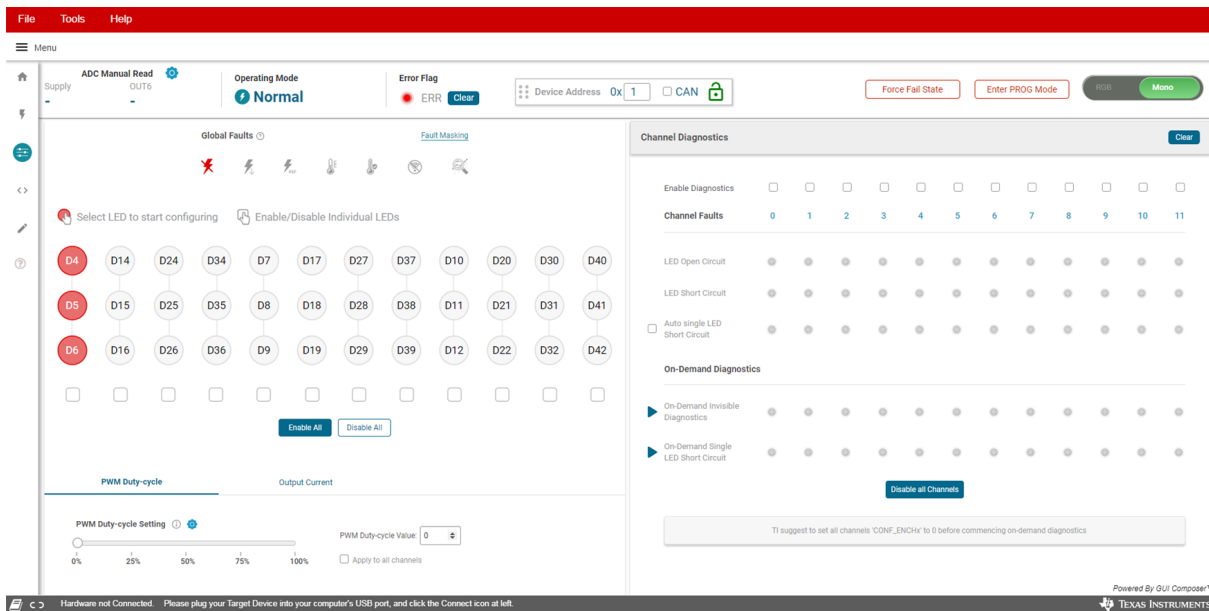 File Tools Help
Menu
ADC Manual Read
Supply OUT6
- -
Operating Mode
Normal
Error Flag
ERR Clear
Device Address 0x 1 CAN
Force Fail State
Enter PROG Mode
RGB Mono
Global Faults
Fault Masking
Select LED to start configuring
Enable/Disable Individual LEDs
D4 D14 D24 D34 D7 D17 D27 D37 D10 D20 D30 D40
D5 D15 D25 D35 D8 D18 D28 D38 D11 D21 D31 D41
D6 D16 D26 D36 D9 D19 D29 D39 D12 D22 D32 D42
Enable All Disable All
PWM Duty-cycle Output Current
PWM Duty-cycle Setting
0% 25% 50% 75% 100%
PWM Duty-cycle Value: 0
Apply to all channels
Channel Diagnostics Clear
Enable Diagnostics
Channel Faults 0 1 2 3 4 5 6 7 8 9 10 11
LED Open Circuit
LED Short Circuit
Auto single LED
Short Circuit
On-Demand Diagnostics
On-Demand Invisible
Diagnostics
On-Demand Single
LED Short Circuit
Disable all Channels
TI suggest to set all channels 'CONF_ENCHx' to 0 before commencing on-demand diagnostics
Powered By GUI Composer™
Hardware not Connected. Please plug your Target Device into your computer's USB port, and click the Connect icon at left.
TEXAS INSTRUMENTS